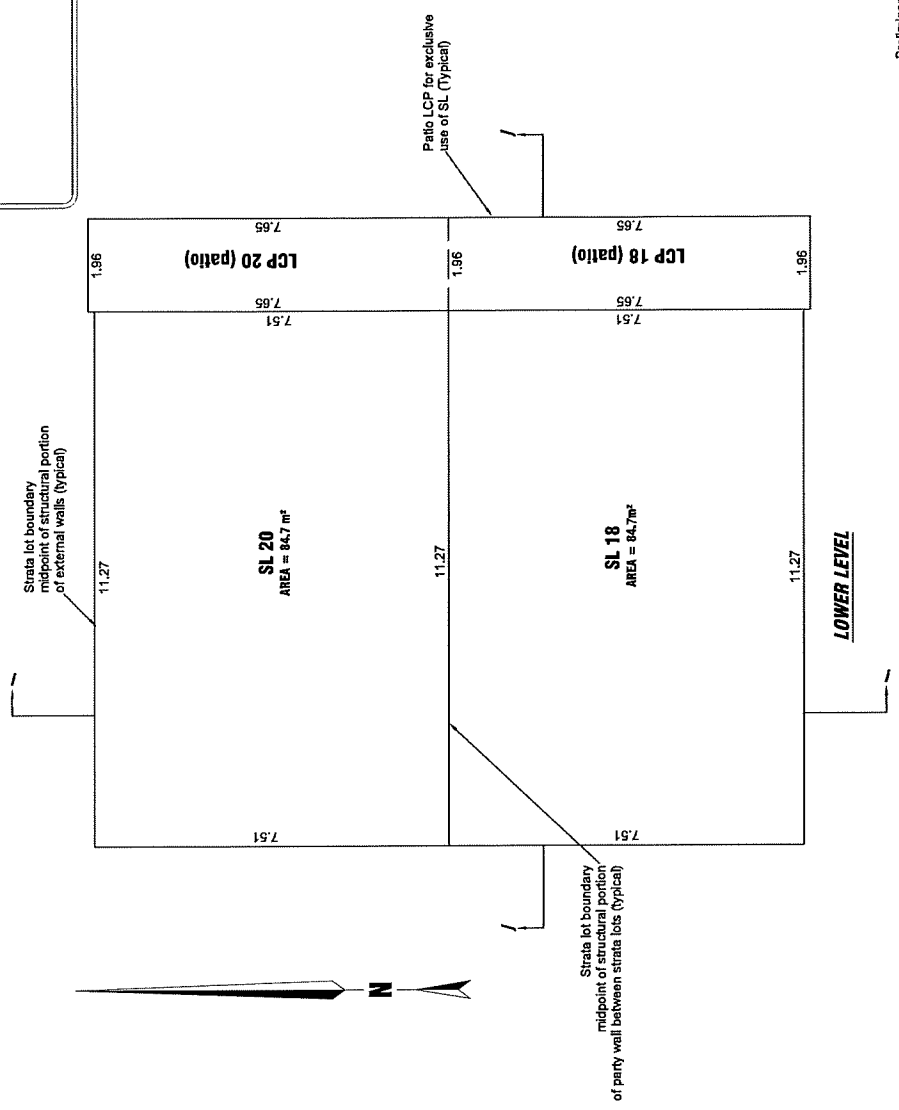 Patio LCP for exclusive
use of SL (Typical)
1.96
LCP 20 (patio)
7.65
7.65
Strata lot boundary
midpoint of structural portion
of external walls (typical)
11.27
7.51
SL 20
AREA = 84.7 m²
7.51
1.96
LCP 18 (patio)
7.65
7.65
11.27
7.51
SL 18
AREA = 84.7m²
7.51
1.96
11.27
LOWER LEVEL
Strata lot boundary
midpoint of structural portion
of party wall between strata lots (typical)
N